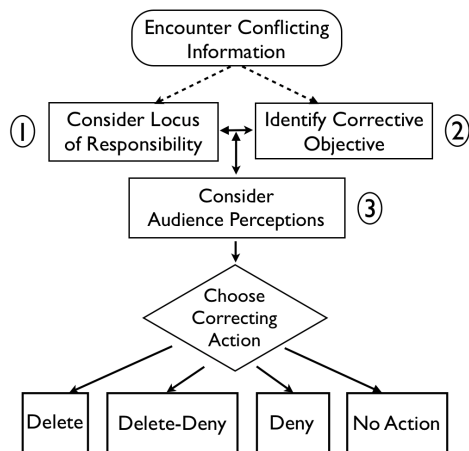 Encounter Conflicting
Information
1
Consider Locus
of Responsibility
Identify Corrective
Objective
2
Consider
Audience Perceptions
3
Choose
Correcting
Action
Delete
Delete-Deny
Deny
No Action